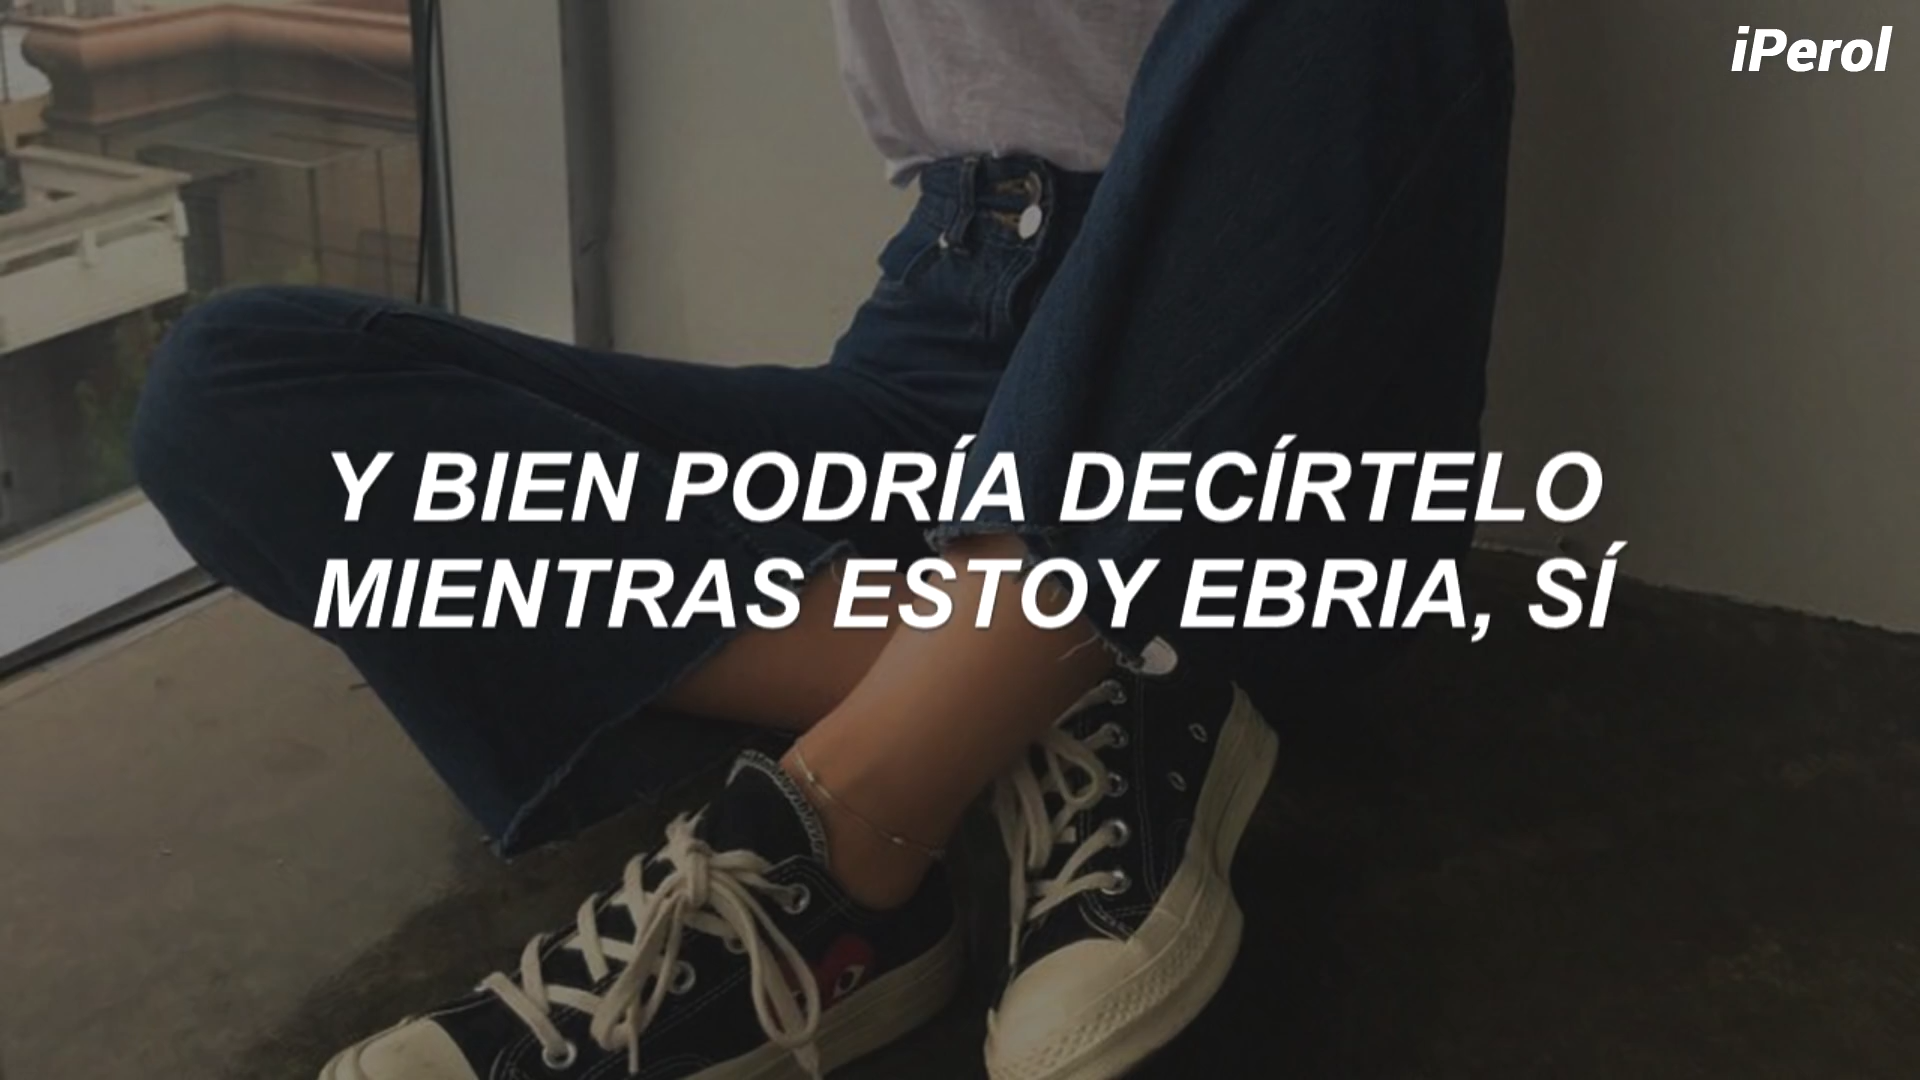 iPerol
Y BIEN PODRÍA DECÍRTELO
MIENTRAS ESTOY EBRIA, SÍ